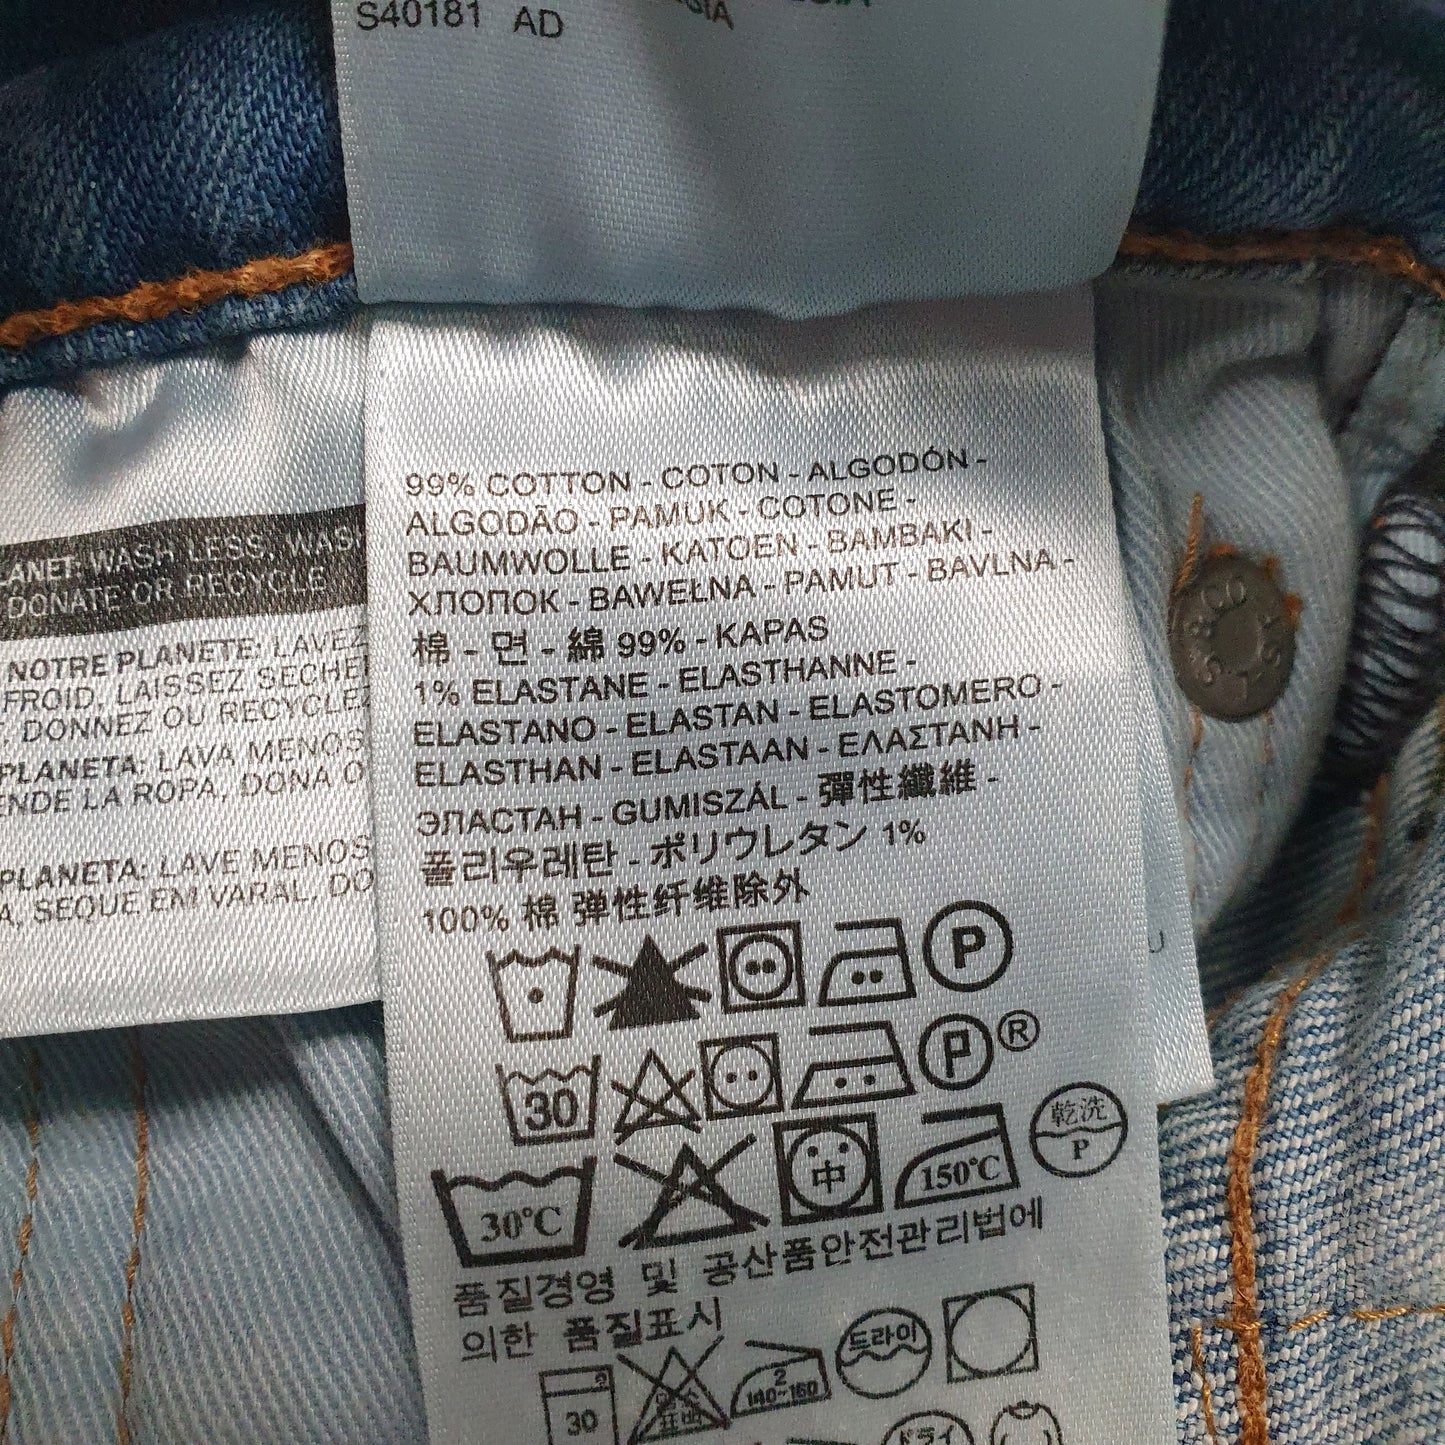 S40181 AD
99% COTTON - COTON - ALGODÓN -
ALGODÃO - PAMUK - COTONE -
BAUMWOLLE - KATOEN - BAMBAKI -
ХЛОПОК - BAWEŁNA - PAMUT - BAVLNA -
棉 - 면 - 綿 99% - KAPAS
1% ELASTANE - ELASTHANNE -
ELASTANO - ELASTAN - ELASTOMERO -
ELASTHAN - ELASTAAN - ΕΛΑΣΤΑΝΗ -
ЭЛАСТАН - GUMISZÁL - 彈性纖維 -
폴리우레탄 - ポリウレタン 1%
100% 棉 弹性纤维除外
P
30 P ®
30°C 中 150°C 乾洗 P
품질경영 및 공산품안전관리법에
의한 품질표시
30 2 140~160 드라이
ドライ
WASH LESS, WAS
DONATE OR RECYCLE
NOTRE PLANETE: LAVEZ
FROID, LAISSEZ SECHE
, DONNEZ OU RECYCLEZ
PLANETA: LAVA MENOS
ENDE LA ROPA, DONA O
PLANETA: LAVE MENOS
A, SEQUE EM VARAL, DO
U